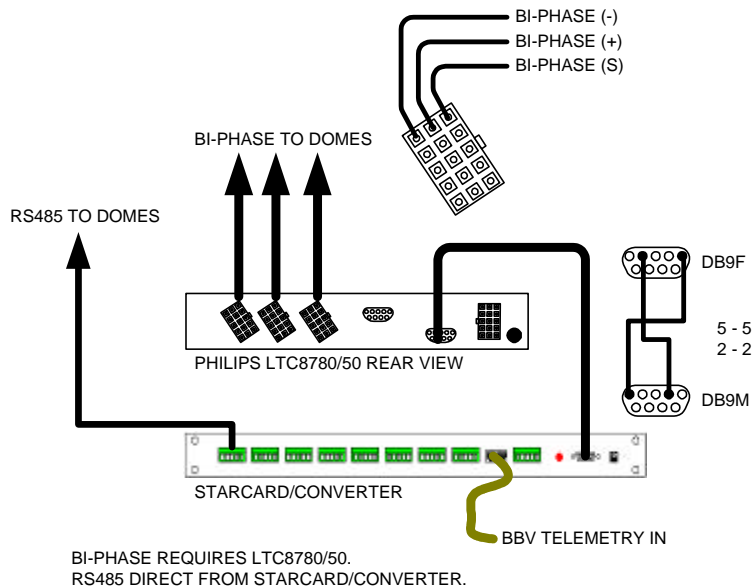 BI-PHASE (-)
BI-PHASE (+)
BI-PHASE (S)
BI-PHASE TO DOMES
RS485 TO DOMES
DB9F
5 - 5
2 - 2
DB9M
PHILIPS LTC8780/50 REAR VIEW
STARCARD/CONVERTER
BBV TELEMETRY IN
BI-PHASE REQUIRES LTC8780/50.
RS485 DIRECT FROM STARCARD/CONVERTER.